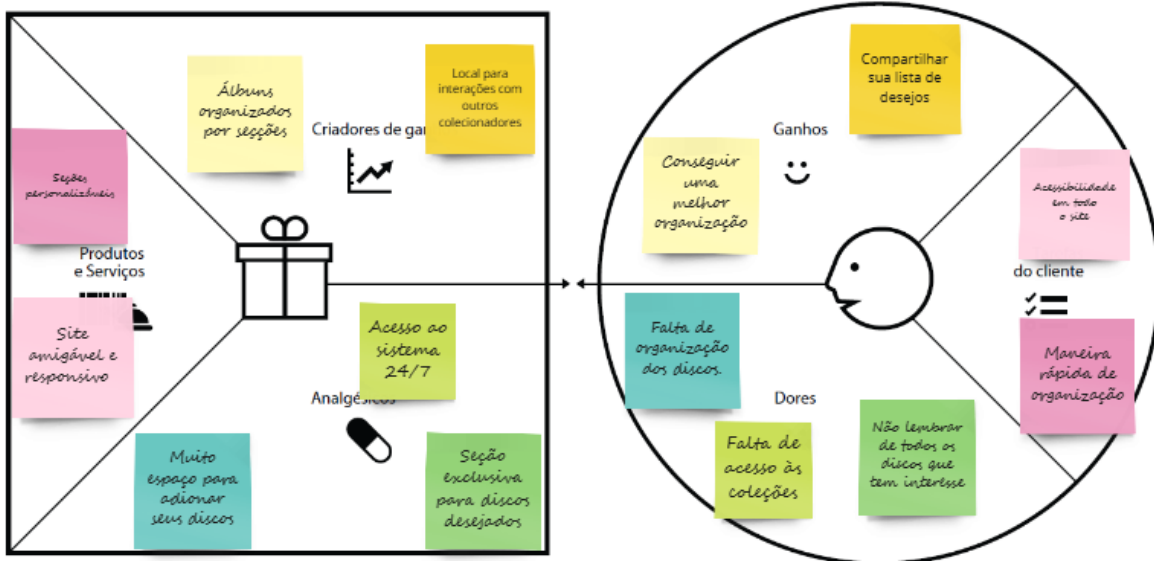 Álbuns
organizados
por secções
Local para
interações com
outros
colecionadores
Criadores de gar
Seções
personalizáveis
Produtos
e Serviços
Site
amigável e
responsivo
Acesso ao
sistema
24/7
Analgésicos
Muito
espaço para
adionar
seus discos
Seção
exclusiva
para discos
desejados
Compartilhar
sua lista de
desejos
Ganhos
Conseguir
uma
melhor
organização
Acessibilidade
em todo
o site
do cliente
Falta de
organização
dos discos.
Maneira
rápida de
organização
Dores
Falta de
acesso às
coleções
Não lembrar
de todos os
discos que
tem interesse